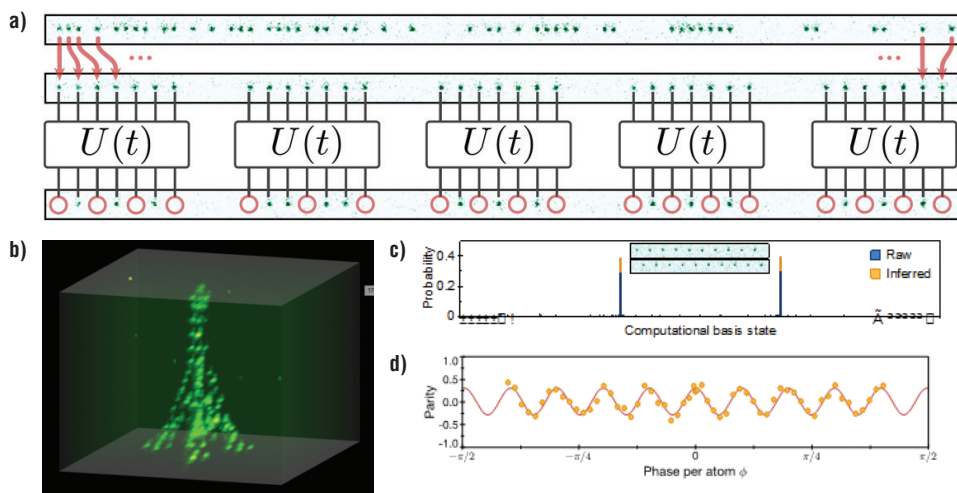 a)
U(t) U(t) U(t) U(t) U(t)
b)
17
c)
Probability
0.4
0.2
0
Raw
Inferred
Computational basis state
d)
Parity
1.0
0.5
0.0
-0.5
-1.0
−π/2 −π/4 0 π/4 π/2
Phase per atom ϕ